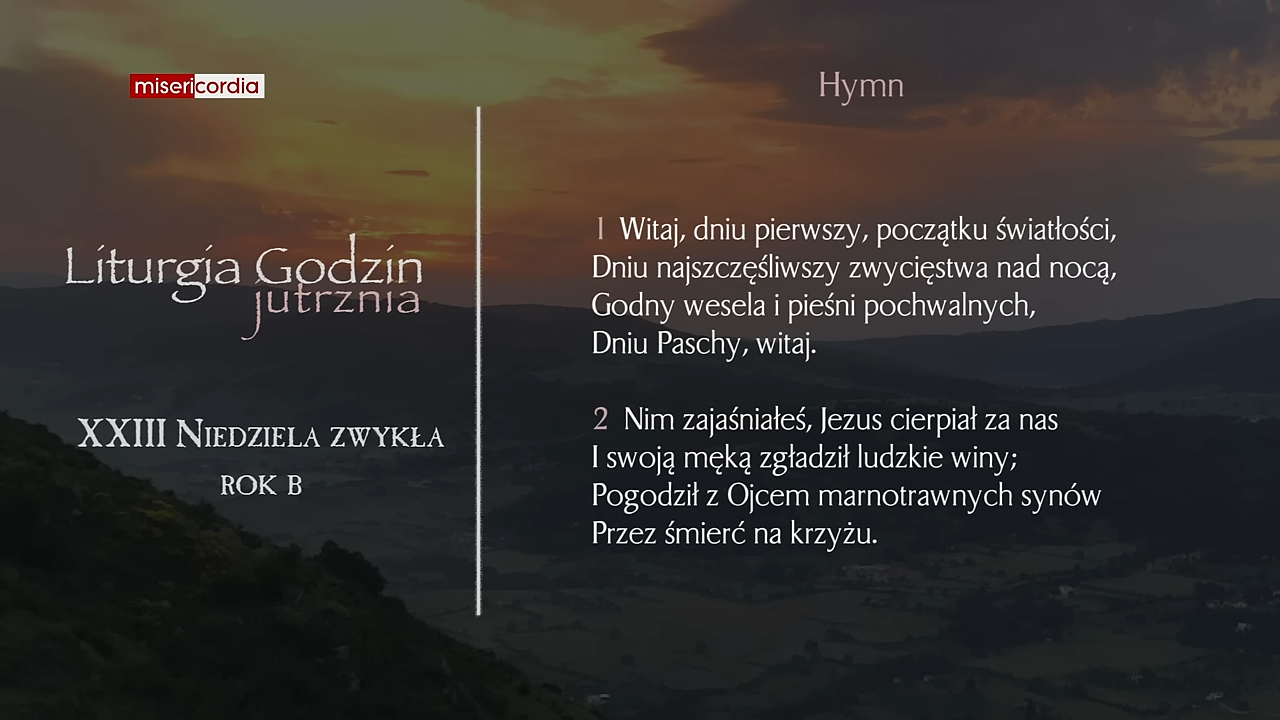 misericordia
Liturgia Godzin
jutrznia
XXIII Niedziela zwykła
rok B
Hymn
1 Witaj, dniu pierwszy, początku światłości,
Dniu najszczęśliwszy zwycięstwa nad nocą,
Godny wesela i pieśni pochwalnych,
Dniu Paschy, witaj.
2 Nim zajaśniałeś, Jezus cierpiał za nas
I swoją męką zgładził ludzkie winy;
Pogodził z Ojcem marnotrawnych synów
Przez śmierć na krzyżu.